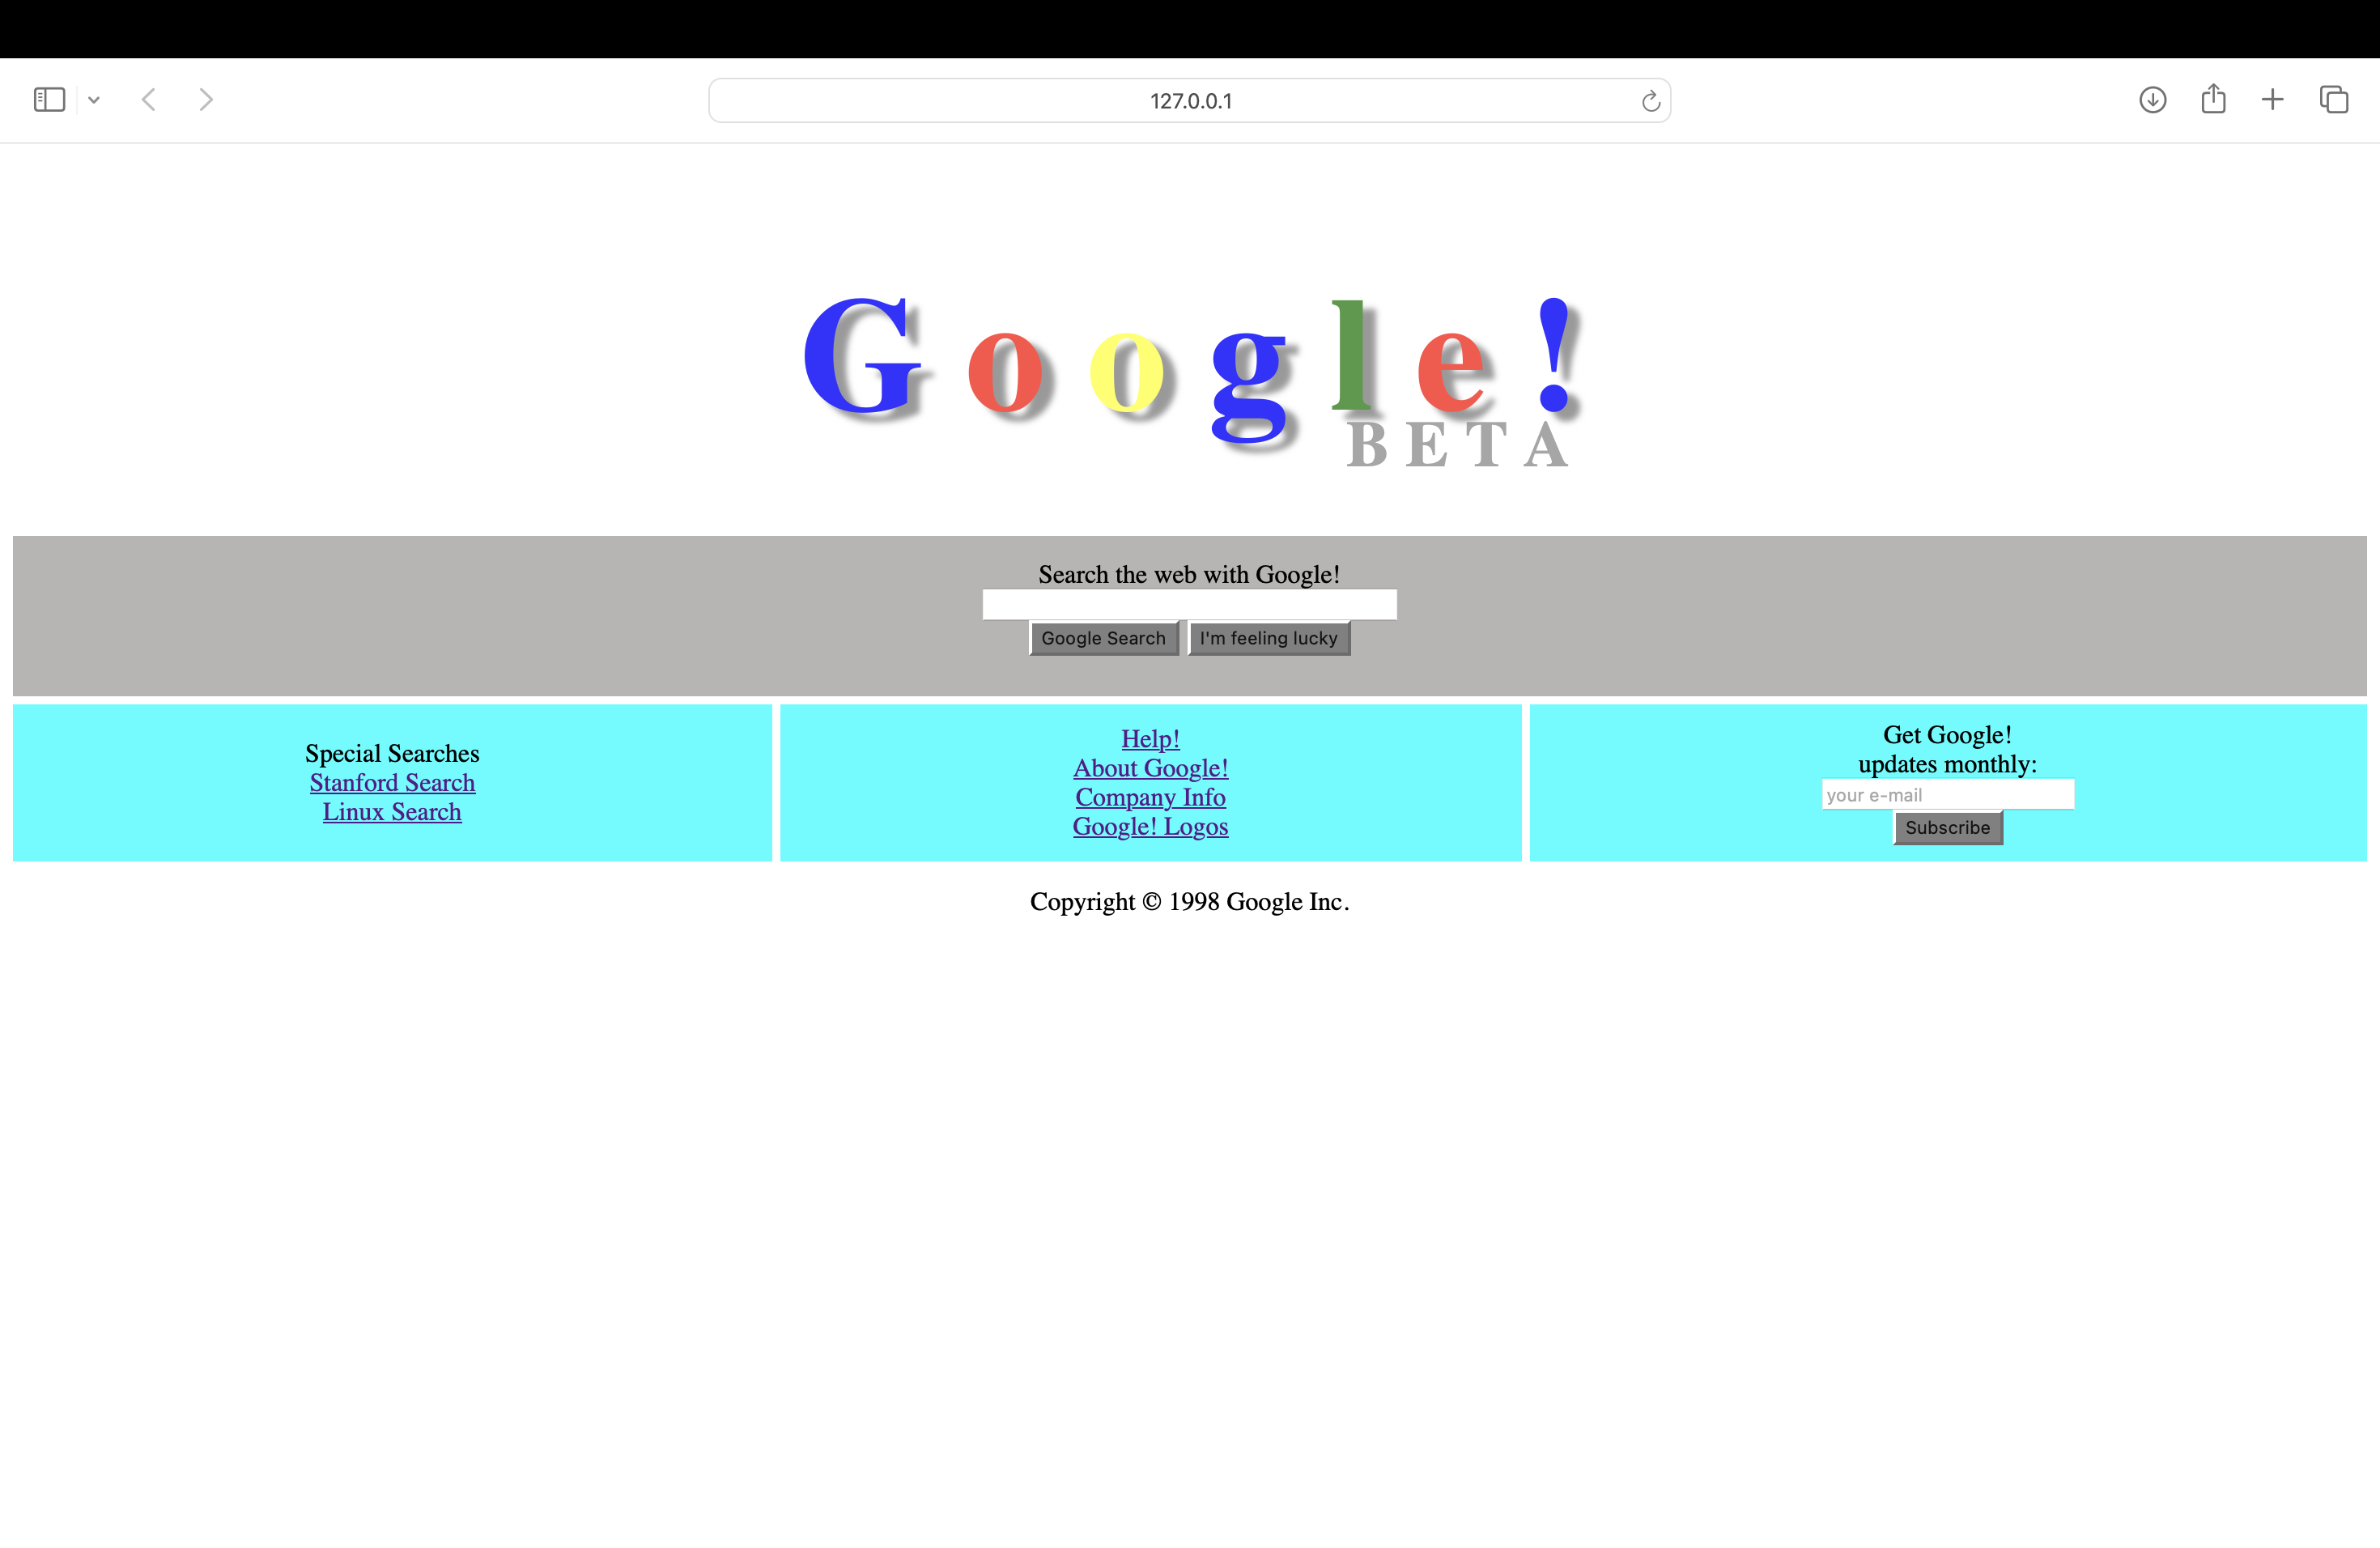 127.0.0.1
Google!
BETA
Search the web with Google!
Google Search I'm feeling lucky
Special Searches
Stanford Search
Linux Search
Help!
About Google!
Company Info
Google! Logos
Get Google!
updates monthly:
your e-mail
Subscribe
Copyright © 1998 Google Inc.